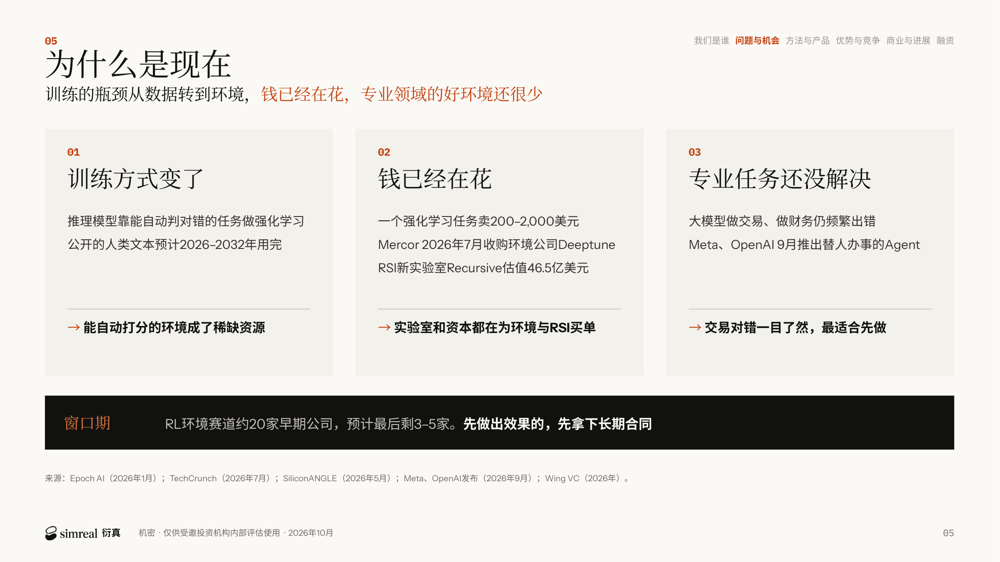 05
我们是谁 问题与机会 方法与产品 优势与竞争 商业与进展 融资
为什么是现在
训练的瓶颈从数据转到环境，钱已经在花，专业领域的好环境还很少
01
训练方式变了
推理模型靠能自动判对错的任务做强化学习
公开的人类文本预计2026–2032年用完
→ 能自动打分的环境成了稀缺资源
02
钱已经在花
一个强化学习任务卖200–2,000美元
Mercor 2026年7月收购环境公司Deeptune
RSI新实验室Recursive估值46.5亿美元
→ 实验室和资本都在为环境与RSI买单
03
专业任务还没解决
大模型做交易、做财务仍频繁出错
Meta、OpenAI 9月推出替人办事的Agent
→ 交易对错一目了然，最适合先做
窗口期 RL环境赛道约20家早期公司，预计最后剩3–5家。先做出效果的，先拿下长期合同
来源：Epoch AI（2026年1月）；TechCrunch（2026年7月）；SiliconANGLE（2026年5月）；Meta、OpenAI发布（2026年9月）；Wing VC（2026年）。
simreal 衍真 机密 · 仅供受邀投资机构内部评估使用 · 2026年10月
05